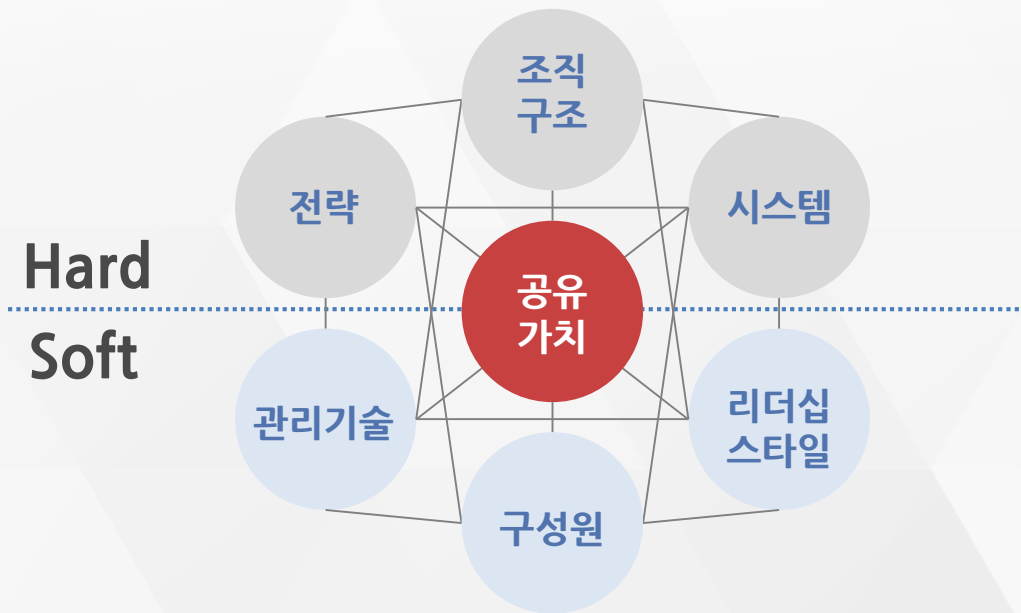 조직
구조
전략
시스템
Hard
공유
가치
Soft
관리기술
리더십
스타일
구성원